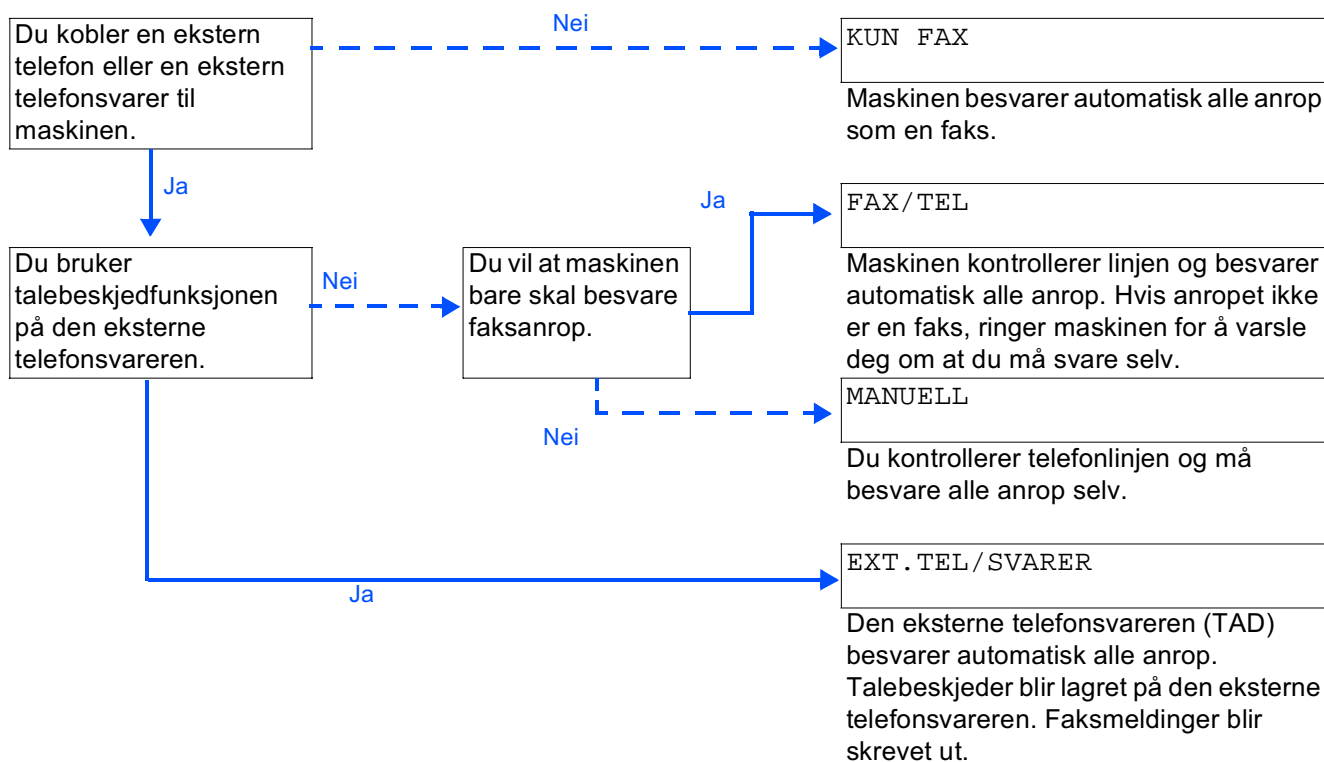 Du kobler en ekstern
telefon eller en ekstern
telefonsvarer til
maskinen.
Nei
KUN FAX
Maskinen besvarer automatisk alle anrop
som en faks.
Ja
Du bruker
talebeskjedfunksjonen
på den eksterne
telefonsvareren.
Nei
Du vil at maskinen
bare skal besvare
faksanrop.
Ja
FAX/TEL
Maskinen kontrollerer linjen og besvarer
automatisk alle anrop. Hvis anropet ikke
er en faks, ringer maskinen for å varsle
deg om at du må svare selv.
Nei
MANUELL
Du kontrollerer telefonlinjen og må
besvare alle anrop selv.
Ja
EXT.TEL/SVARER
Den eksterne telefonsvareren (TAD)
besvarer automatisk alle anrop.
Talebeskjeder blir lagret på den eksterne
telefonsvareren. Faksmeldinger blir
skrevet ut.